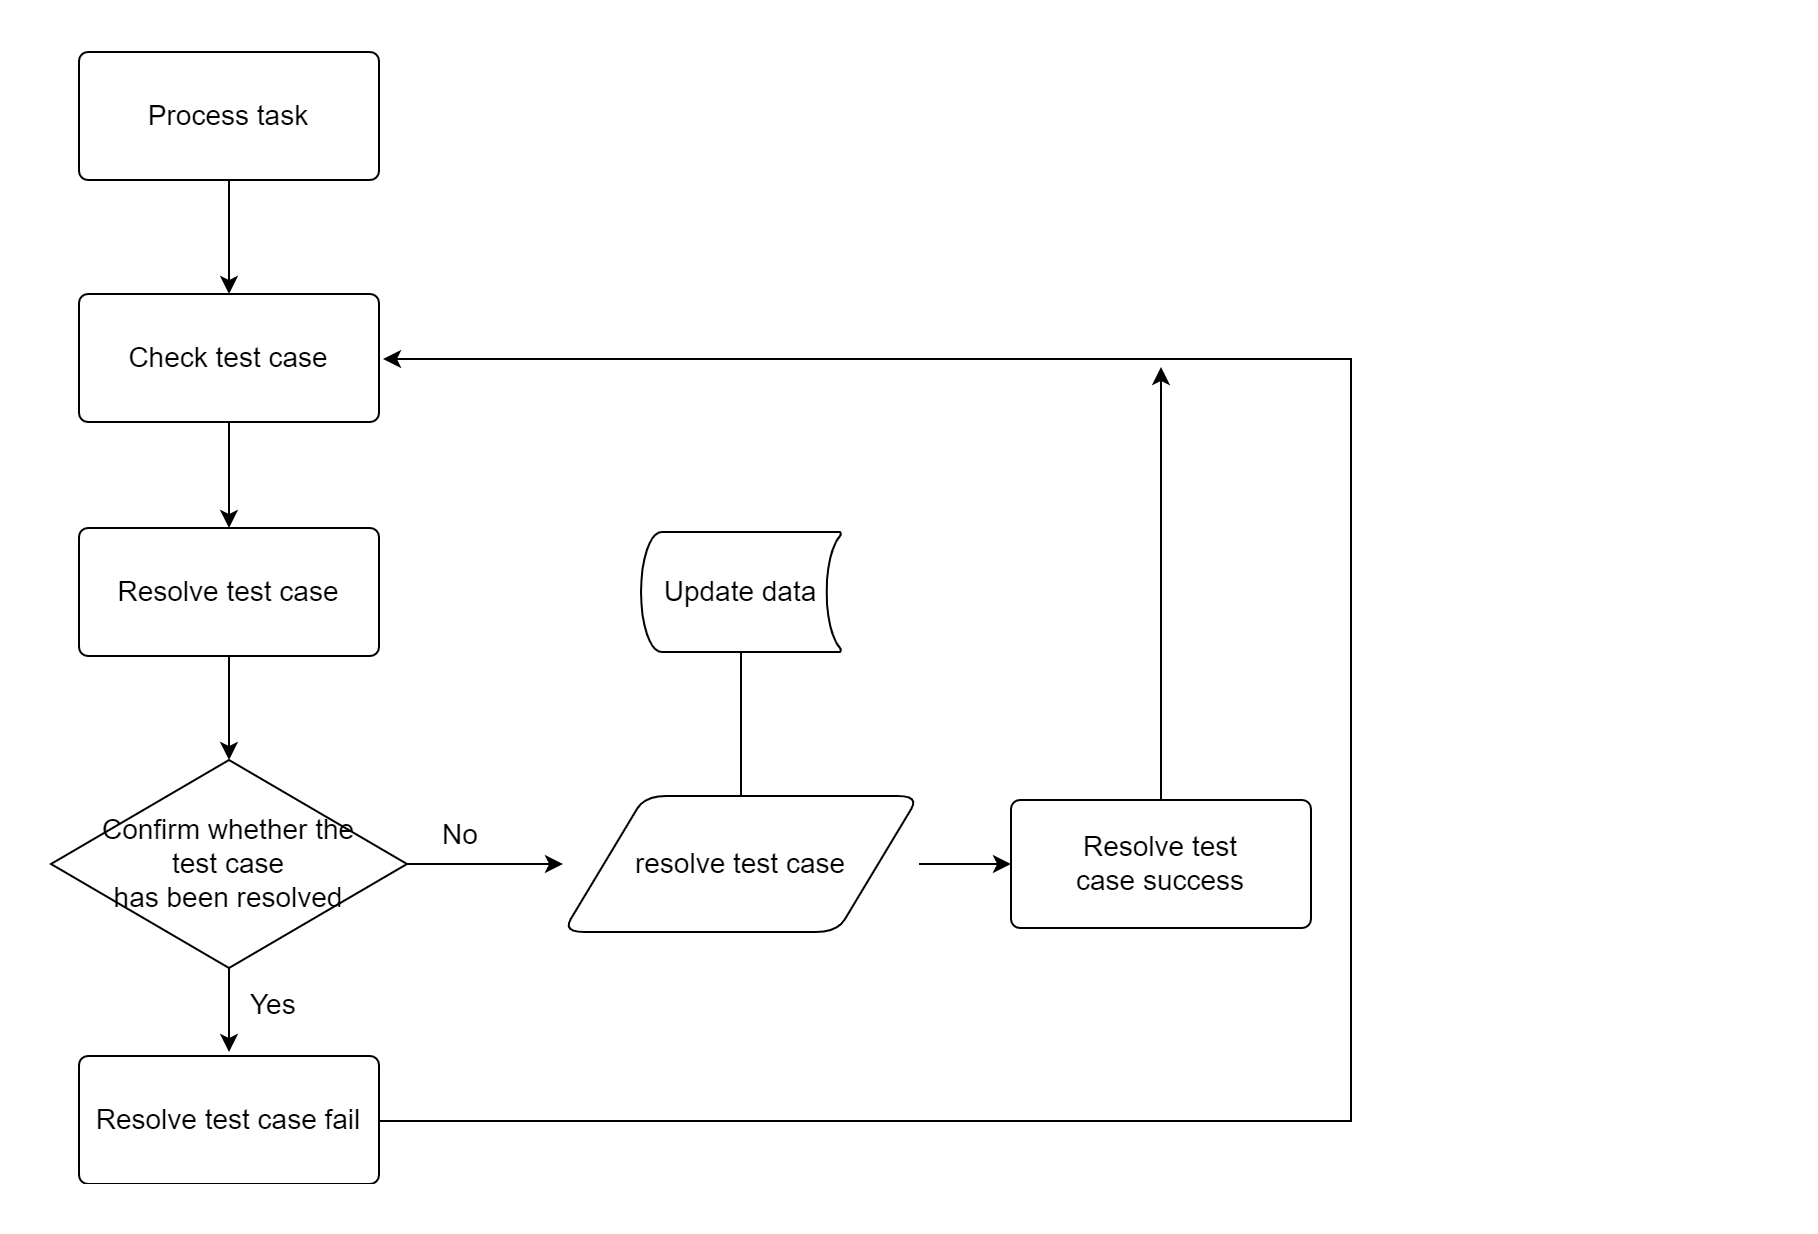 Process task
Check test case
Resolve test case
Update data
Confirm whether the
test case
has been resolved
No
resolve test case
Resolve test
case success
Yes
Resolve test case fail